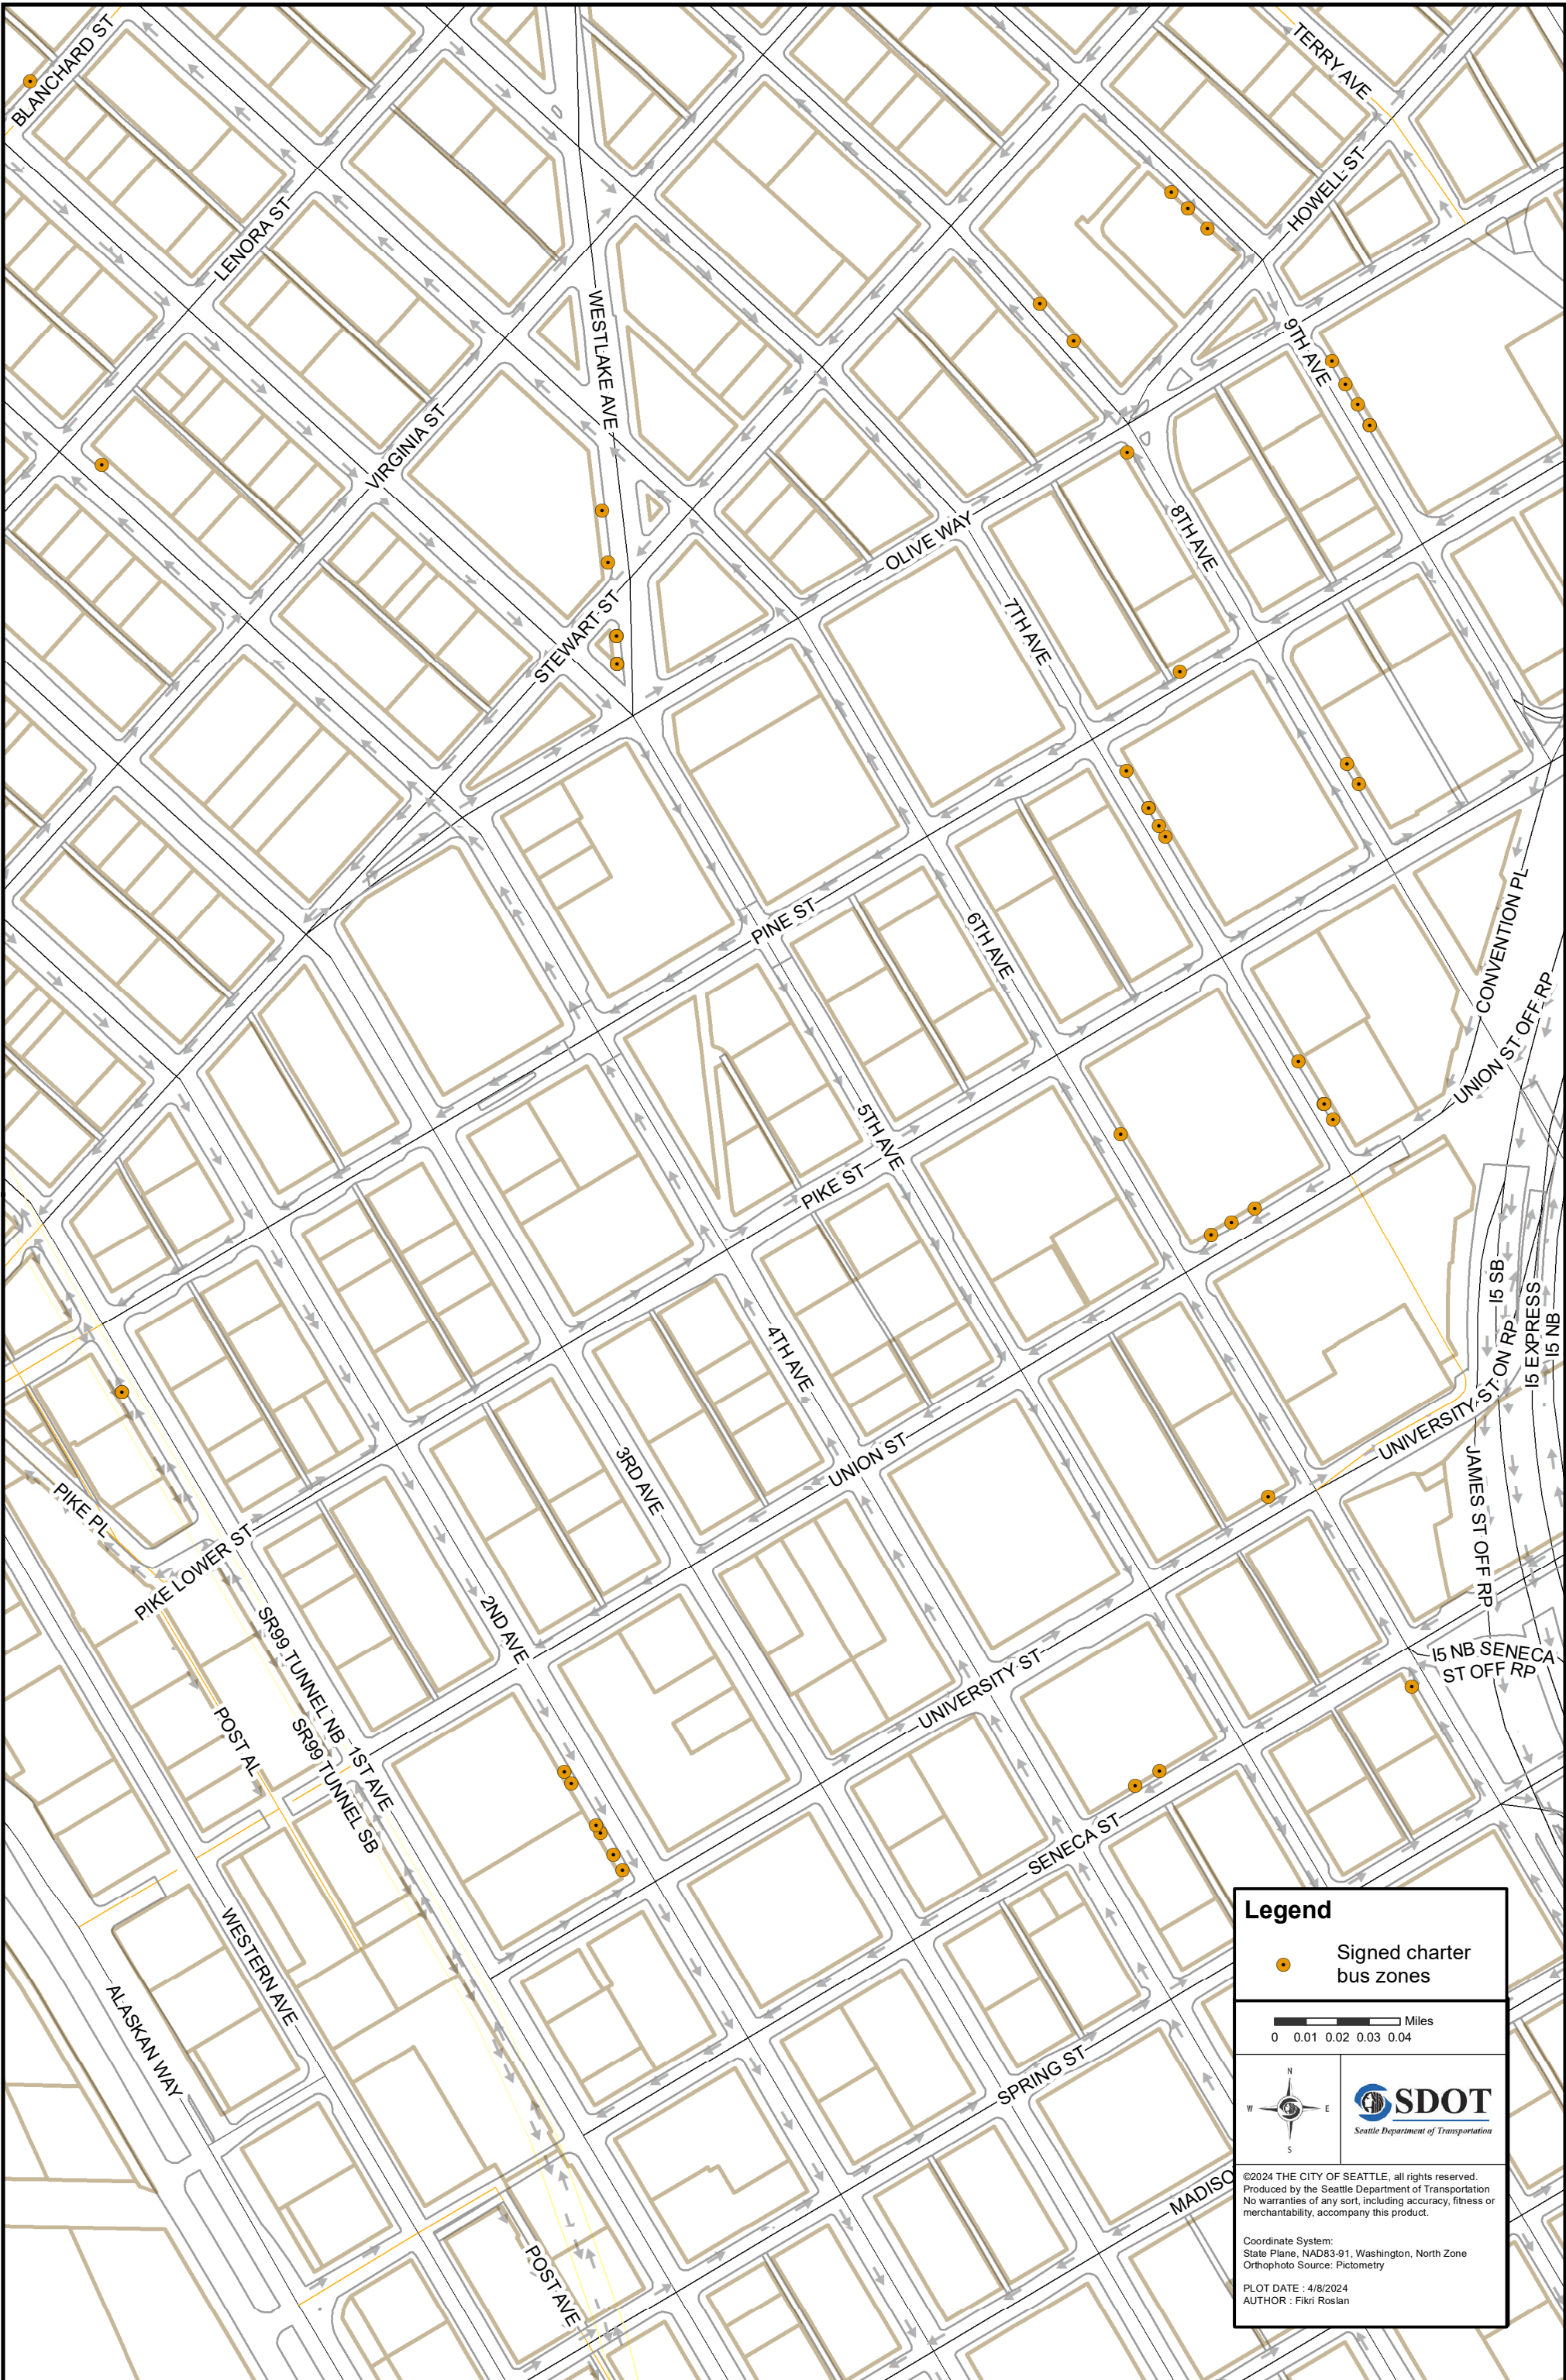 BLANCHARD ST
TERRY AVE
LENORA ST
HOWELL ST
WESTLAKE AVE
9TH AVE
VIRGINIA ST
OLIVE WAY
8TH AVE
STEWART ST
7TH AVE
PINE ST
6TH AVE
CONVENTION PL
UNION ST OFF RP
5TH AVE
PIKE ST
I5 SB
I5 EXPRESS
I5 NB
4TH AVE
UNIVERSITY ST ON RP
UNION ST
3RD AVE
JAMES ST OFF RP
PIKE PL
PIKE LOWER ST
2ND AVE
SR99 TUNNEL NB
1ST AVE
UNIVERSITY ST
I5 NB SENECA
ST OFF RP
POST AL
SR99 TUNNEL SB
SENECA ST
WESTERN AVE
ALASKAN WAY
SPRING ST
MADISO
POST AVE
Legend
Signed charter
bus zones
Miles
0 0.01 0.02 0.03 0.04
N
W E
S
SDOT
Seattle Department of Transportation
©2024 THE CITY OF SEATTLE, all rights reserved.
Produced by the Seattle Department of Transportation
No warranties of any sort, including accuracy, fitness or
merchantability, accompany this product.
Coordinate System:
State Plane, NAD83-91, Washington, North Zone
Orthophoto Source: Pictometry
PLOT DATE : 4/8/2024
AUTHOR : Fikri Roslan